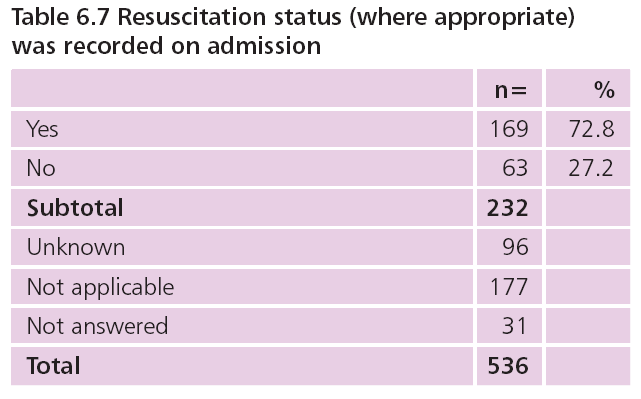 Table 6.7 Resuscitation status (where appropriate)
was recorded on admission
n= %
Yes 169 72.8
No 63 27.2
Subtotal 232
Unknown 96
Not applicable 177
Not answered 31
Total 536